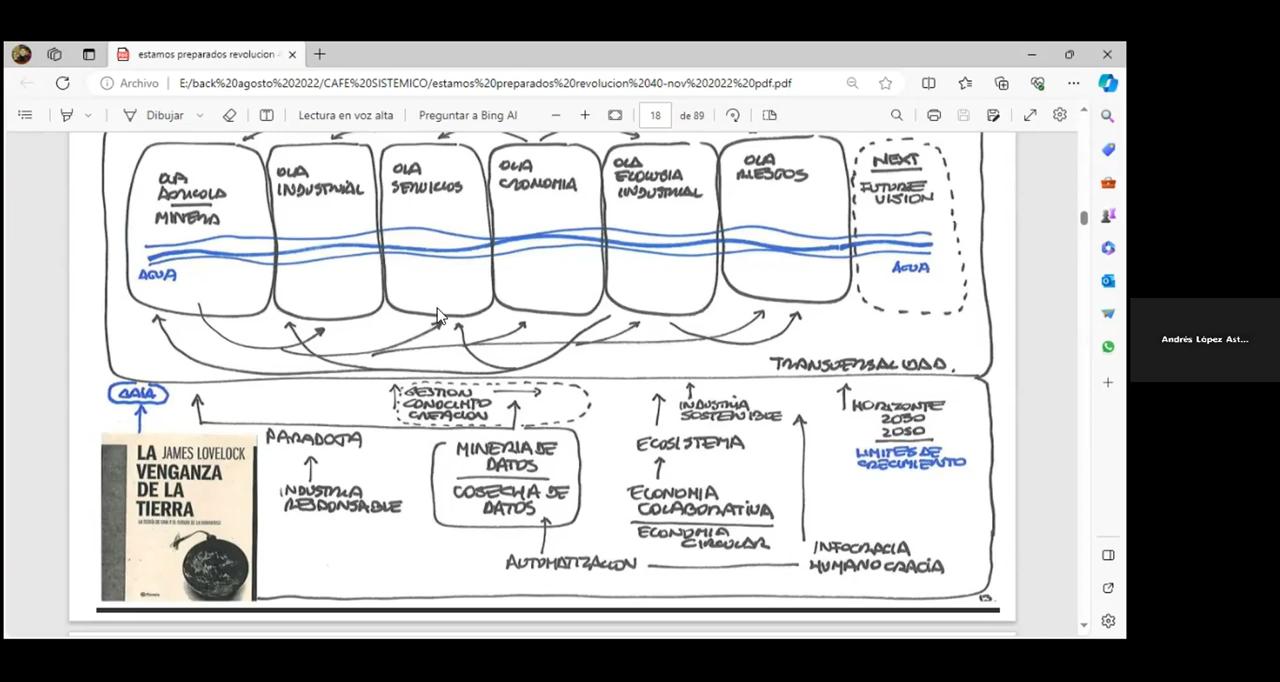 estamos preparados revolucion
Archivo
E:/back%20agosto%202022/CAFE%20SISTEMICO/estamos%20preparados%20revolucion%2040-nov%202022%20pdf.pdf
Dibujar
Lectura en voz alta
Preguntar a Bing AI
18
de 89
OLA
AGRICOLA
MINERA
OLA
INDUSTRIAL
OLA
SERVICIOS
OLA
CRONOMIA
OLA
ECOLOGIA
INDUSTRIAL
OLA
RIESGOS
NEXT
FUTURE
VISION
AGUA
AGUA
TRANSVERSALIDAD.
GAIA
GESTION
CONOCIMTO
CREACION
INDUSTRIA
SOSTENIBLE
HORIZONTE
2030
2050
LIMITES DE
CRECIMIENTO
PARADOJA
INDUSTRIA
RESPONSABLE
MINERIA DE
DATOS
COSECHA DE
DATOS
ECOSISTEMA
ECONOMIA
COLABORATIVA
ECONOMIA
CIRCULAR
AUTOMATIZACION
INFOCRACIA
HUMANOCRACIA
LA JAMES LOVELOCK
VENGANZA
DE LA
TIERRA
Planeta
13
Andrés López Ast...